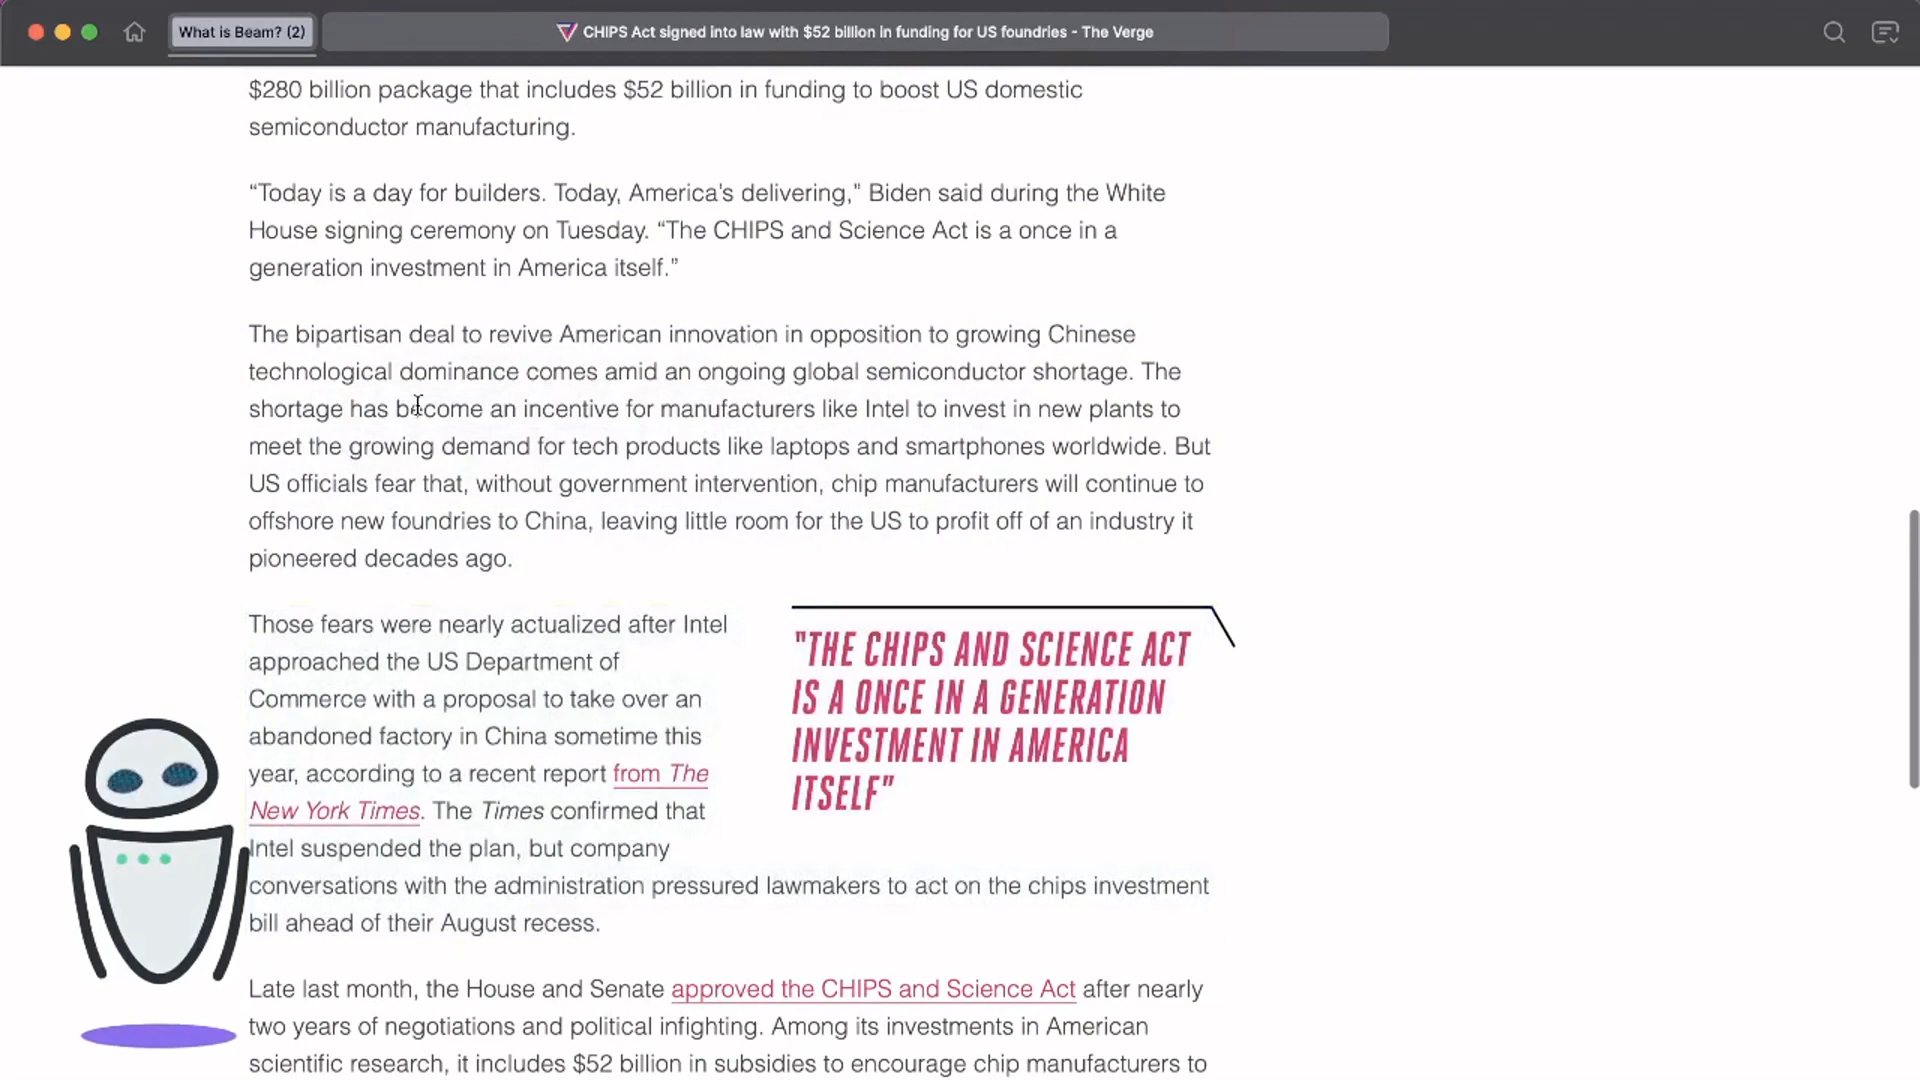 What is Beam? (2)
CHIPS Act signed into law with $52 billion in funding for US foundries - The Verge
$280 billion package that includes $52 billion in funding to boost US domestic
semiconductor manufacturing.
“Today is a day for builders. Today, America's delivering,” Biden said during the White
House signing ceremony on Tuesday. “The CHIPS and Science Act is a once in a
generation investment in America itself.”
The bipartisan deal to revive American innovation in opposition to growing Chinese
technological dominance comes amid an ongoing global semiconductor shortage. The
shortage has become an incentive for manufacturers like Intel to invest in new plants to
meet the growing demand for tech products like laptops and smartphones worldwide. But
US officials fear that, without government intervention, chip manufacturers will continue to
offshore new foundries to China, leaving little room for the US to profit off of an industry it
pioneered decades ago.
Those fears were nearly actualized after Intel
approached the US Department of
Commerce with a proposal to take over an
abandoned factory in China sometime this
year, according to a recent report from The
New York Times. The Times confirmed that
Intel suspended the plan, but company
conversations with the administration pressured lawmakers to act on the chips investment
bill ahead of their August recess.
"THE CHIPS AND SCIENCE ACT
IS A ONCE IN A GENERATION
INVESTMENT IN AMERICA
ITSELF"
Late last month, the House and Senate approved the CHIPS and Science Act after nearly
two years of negotiations and political infighting. Among its investments in American
scientific research, it includes $52 billion in subsidies to encourage chip manufacturers to